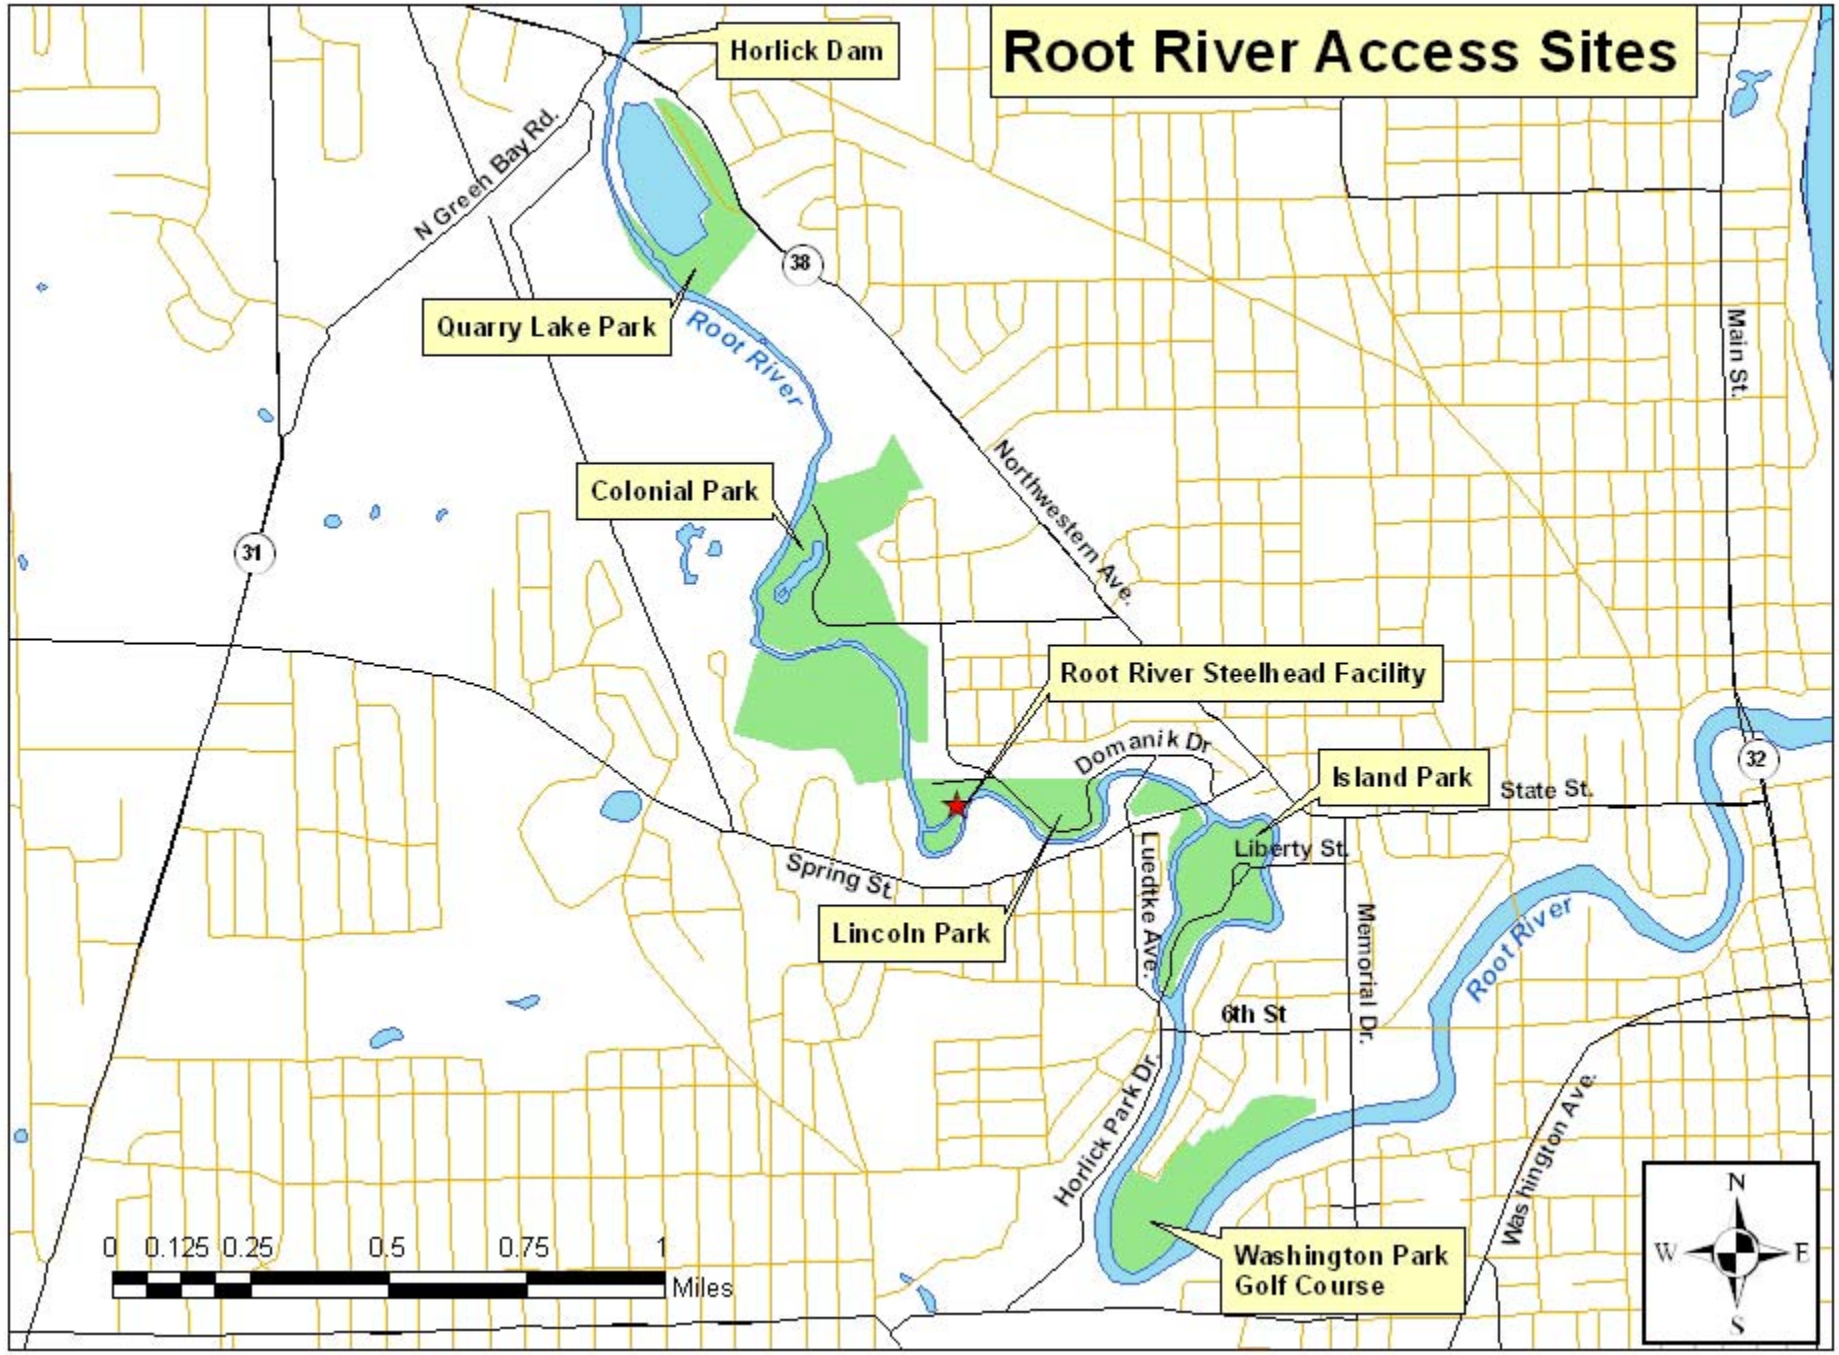 Root River Access Sites
Horlick Dam
N Green Bay Rd.
38
Quarry Lake Park
Root River
Main St.
Colonial Park
Northwestern Ave.
31
Root River Steelhead Facility
Domanik Dr
Island Park
32
State St.
Liberty St.
Spring St.
Luedtke Ave.
Lincoln Park
Memorial Dr.
Root River
6th St
Horlick Park Dr.
Washington Ave.
Washington Park
Golf Course
0 0.125 0.25 0.5 0.75 1
Miles
N
W E
S